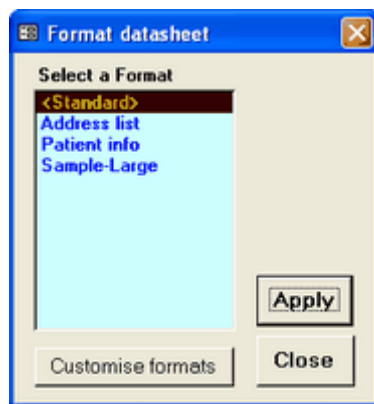 Format datasheet
Select a Format
<Standard>
Address list
Patient info
Sample-Large
Apply
Customise formats
Close